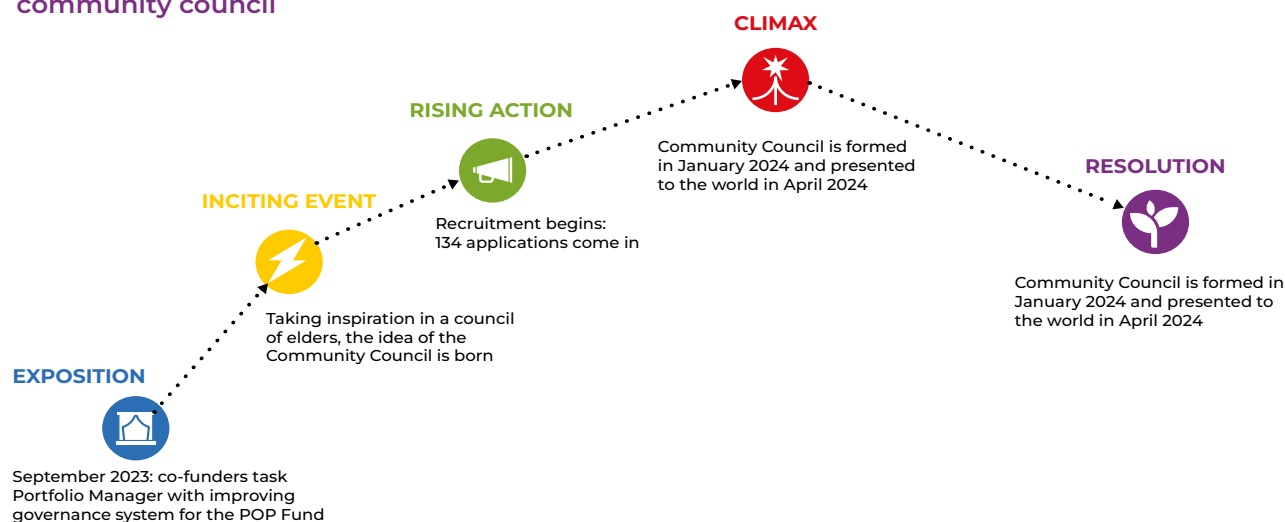 community council
CLIMAX
RISING ACTION
Community Council is formed
in January 2024 and presented
to the world in April 2024
RESOLUTION
INCITING EVENT
Recruitment begins:
134 applications come in
Community Council is formed in
January 2024 and presented to
the world in April 2024
Taking inspiration in a council
of elders, the idea of the
Community Council is born
EXPOSITION
September 2023: co-funders task
Portfolio Manager with improving
governance system for the POP Fund